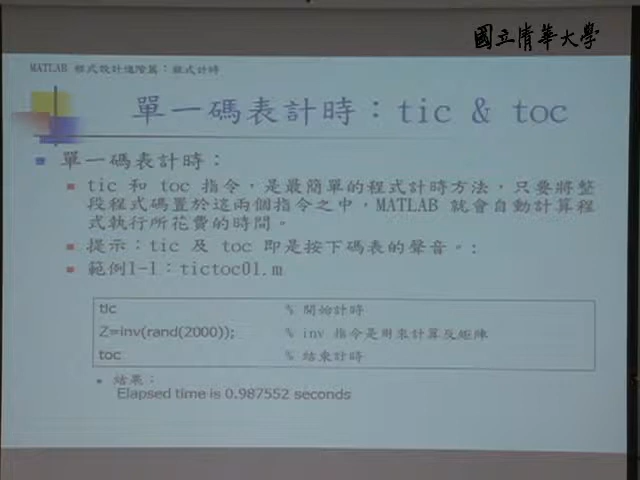 國立清華大學
MATLAB 程式設計進階篇：程式計時
單一碼表計時：tic & toc
單一碼表計時：
tic 和 toc 指令，是最簡單的程式計時方法，只要將整
段程式碼置於這兩個指令之中，MATLAB 就會自動計算程
式執行所花費的時間。
提示：tic 及 toc 即是按下碼表的聲音。:
範例1-1：tictoc01.m
tic % 開始計時
Z=inv(rand(2000)); % inv 指令是用來計算反矩陣
toc % 結束計時
結果：
Elapsed time is 0.987552 seconds